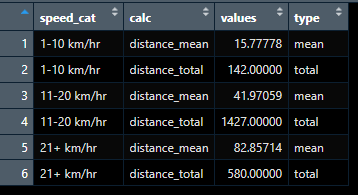 speed_cat calc values type
1 1-10 km/hr distance_mean 15.77778 mean
2 1-10 km/hr distance_total 142.00000 total
3 11-20 km/hr distance_mean 41.97059 mean
4 11-20 km/hr distance_total 1427.00000 total
5 21+ km/hr distance_mean 82.85714 mean
6 21+ km/hr distance_total 580.00000 total